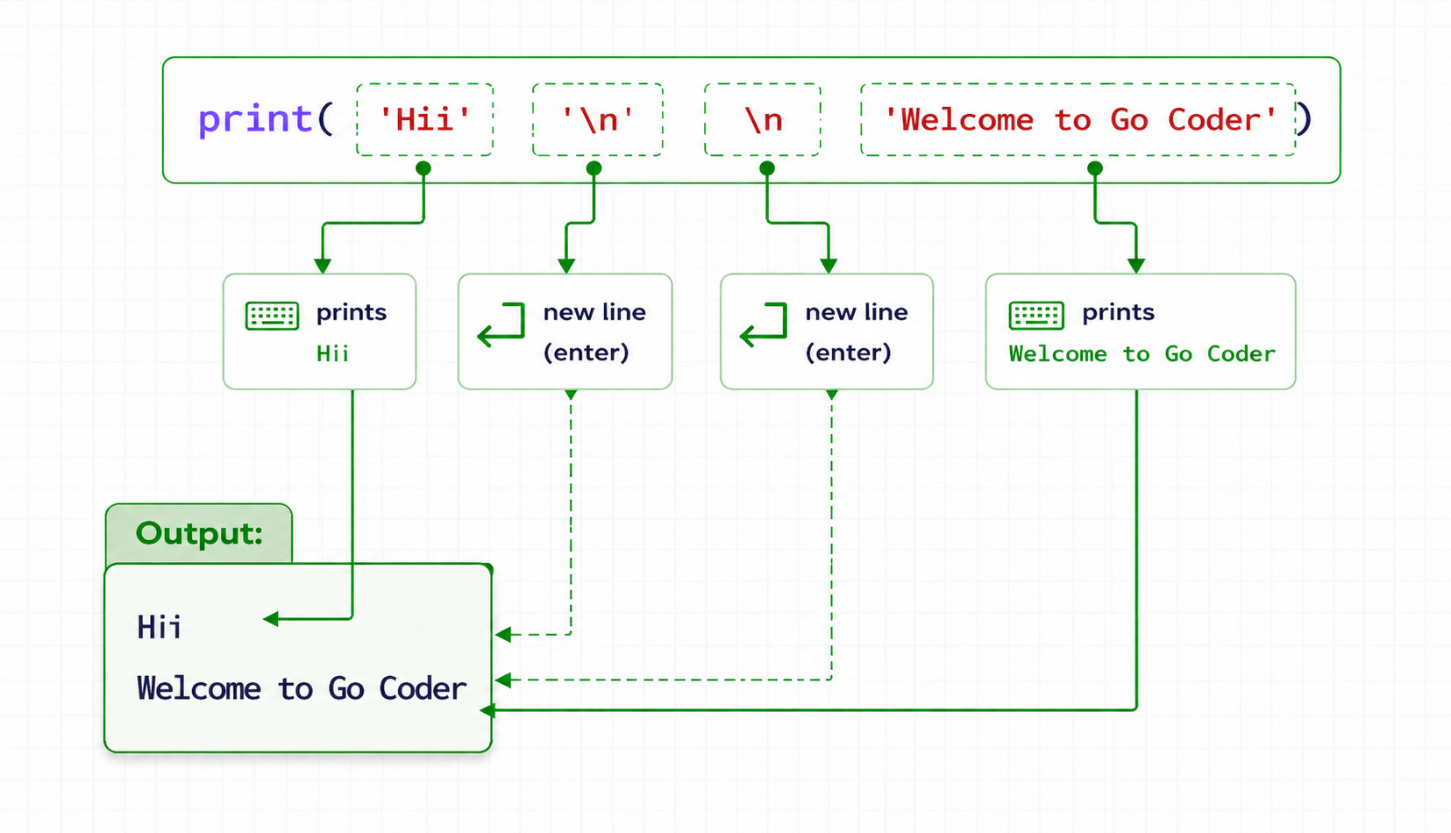 print( 'Hii' '\n' \n 'Welcome to Go Coder' )
prints
Hii
new line
(enter)
new line
(enter)
prints
Welcome to Go Coder
Output:
Hii
Welcome to Go Coder